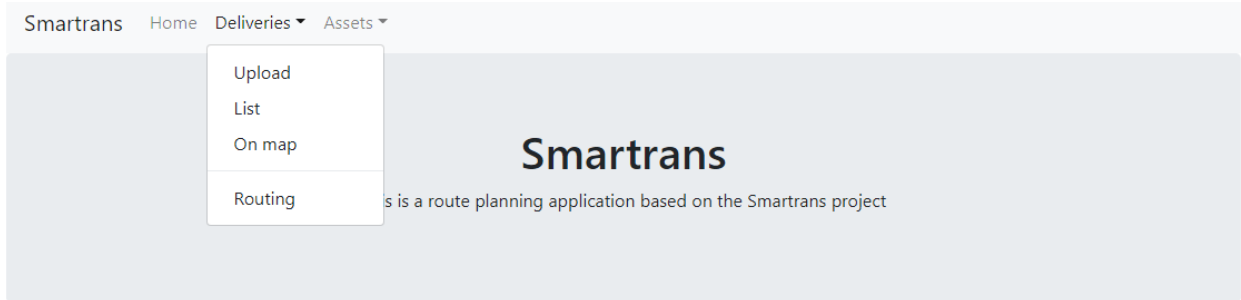 Smartrans Home Deliveries Assets
Upload
List
On map
Routing
Smartrans
s is a route planning application based on the Smartrans project